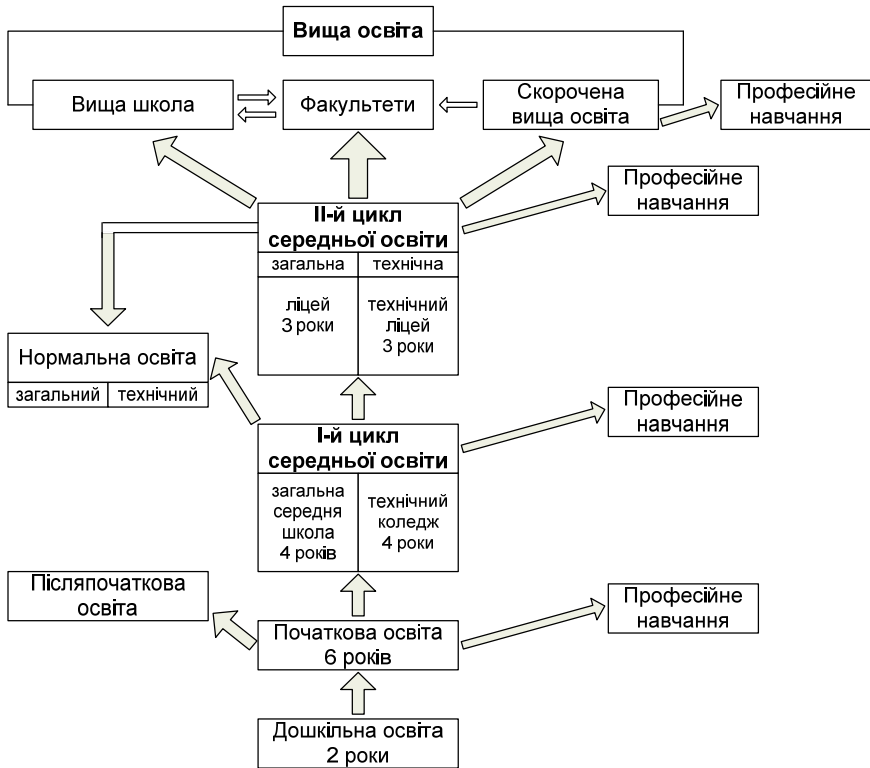 Вища освіта
Вища школа
Факультети
Скорочена
вища освіта
Професійне
навчання
Професійне
навчання
ІІ-й цикл
середньої освіти
загальна
технічна
ліцей
3 роки
технічний
ліцей
3 роки
Нормальна освіта
загальний
технічний
І-й цикл
середньої освіти
загальна
середня
школа
4 років
технічний
коледж
4 роки
Професійне
навчання
Післяпочаткова
освіта
Початкова освіта
6 років
Професійне
навчання
Дошкільна освіта
2 роки